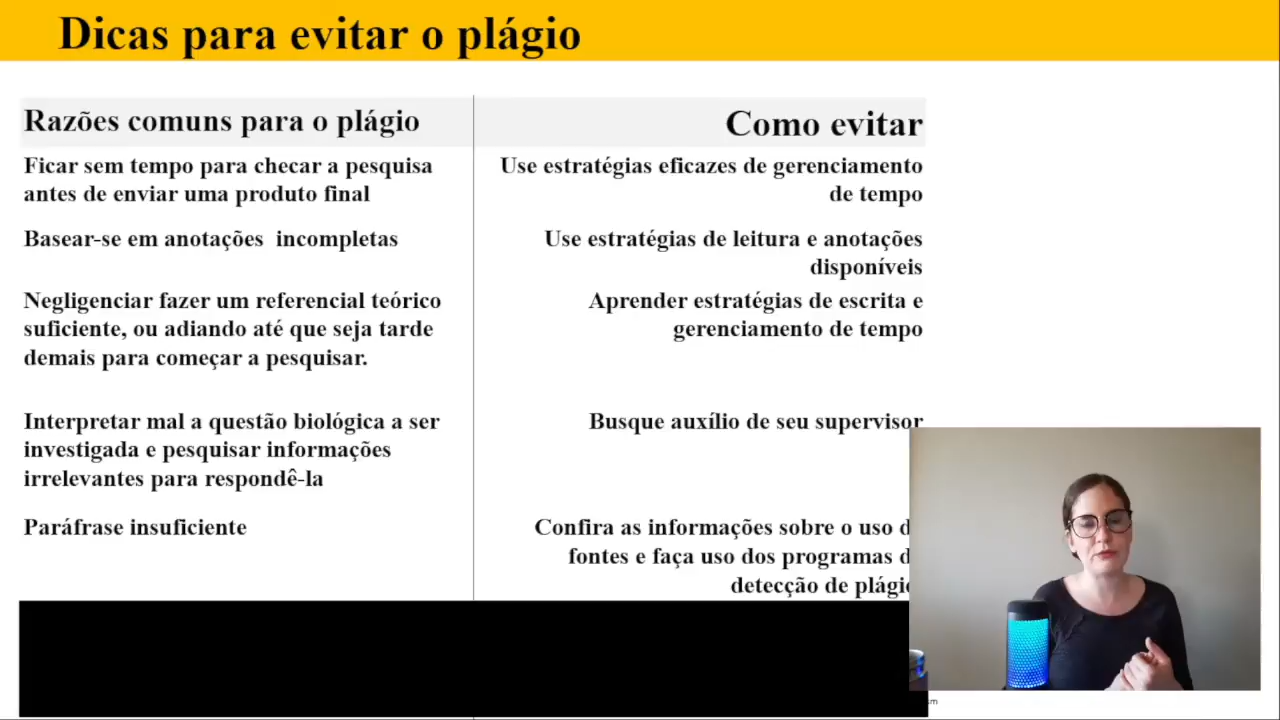 Dicas para evitar o plágio
Razões comuns para o plágio
Como evitar
Ficar sem tempo para checar a pesquisa
antes de enviar uma produto final
Use estratégias eficazes de gerenciamento
de tempo
Basear-se em anotações incompletas
Use estratégias de leitura e anotações
disponíveis
Negligenciar fazer um referencial teórico
suficiente, ou adiando até que seja tarde
demais para começar a pesquisar.
Aprender estratégias de escrita e
gerenciamento de tempo
Interpretar mal a questão biológica a ser
investigada e pesquisar informações
irrelevantes para respondê-la
Busque auxílio de seu supervisor
Paráfrase insuficiente
Confira as informações sobre o uso
fontes e faça uso dos programas
detecção de